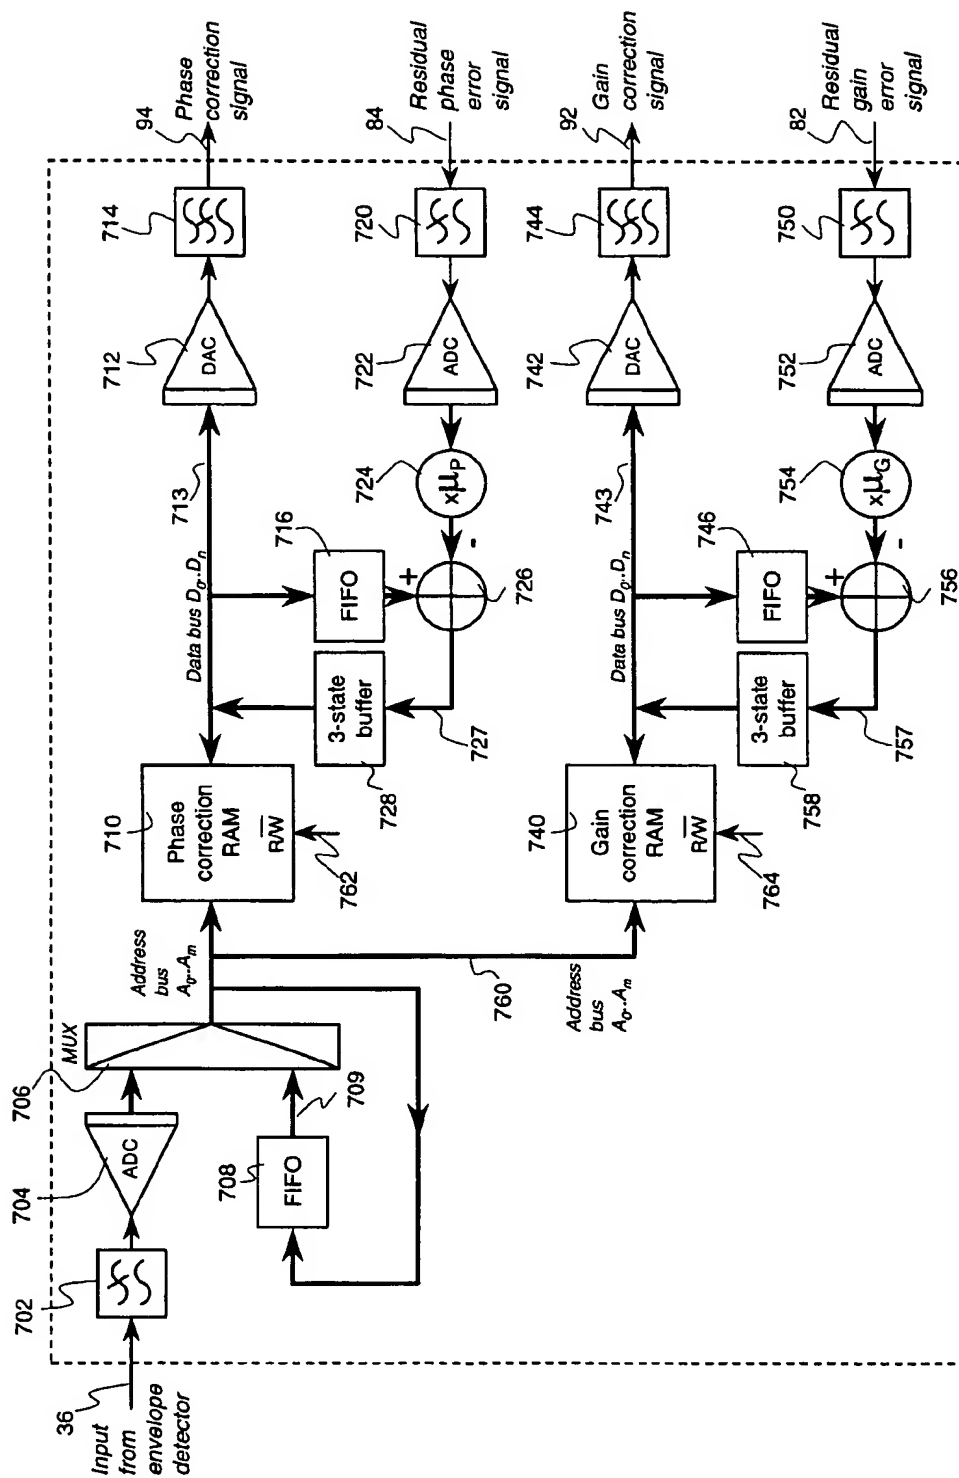 36
Input
from
envelope
detector
702
704
ADC
706
MUX
708
FIFO
709
Address
bus
A₀..Aₘ
760
Address
bus
A₀..Aₘ
710
Phase
correction
RAM
R/W̅
762
Data bus D₀..Dₙ
713
712
DAC
714
94
Phase
correction
signal
716
FIFO
+
-
726
727
3-state
buffer
728
724
xμP
722
ADC
720
84
Residual
phase
error
signal
740
Gain
correction
RAM
R/W̅
764
Data bus D₀..Dₙ
743
742
DAC
744
92
Gain
correction
signal
746
FIFO
+
-
756
757
3-state
buffer
758
754
xμG
752
ADC
750
82
Residual
gain
error
signal